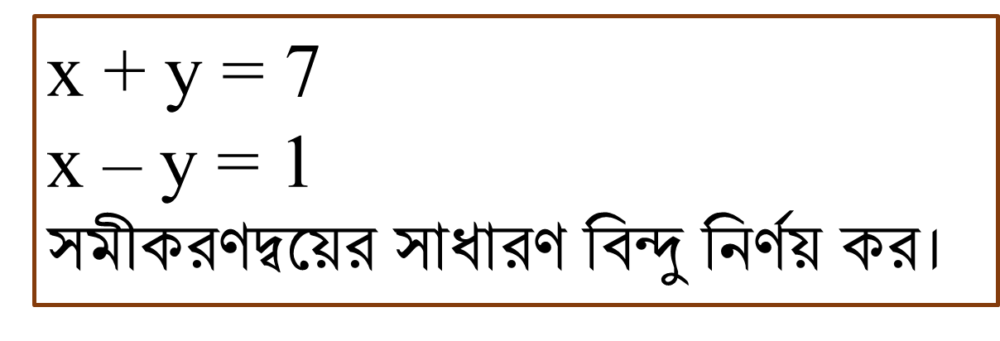 x + y = 7
x – y = 1
সমীকরণদ্বয়ের সাধারণ বিন্দু নির্ণয় কর।